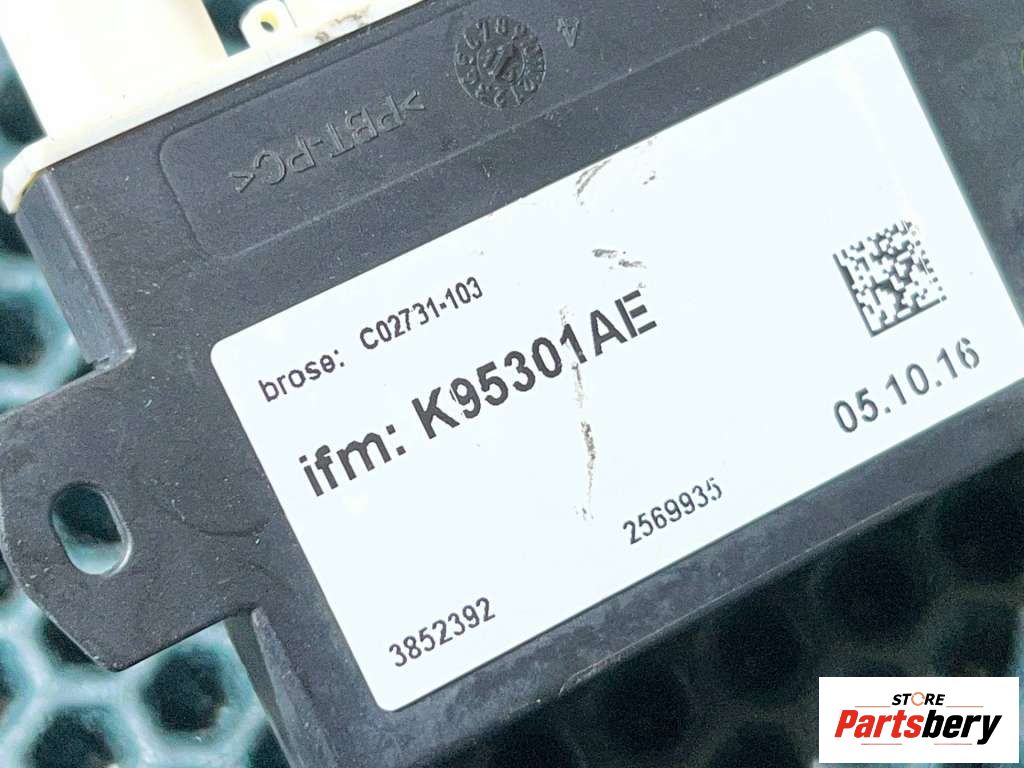 A
>PBT-PC<
brose: C02731-103
ifm: K95301AE
05.10.16
2569935
3852392
STORE
Partsbery